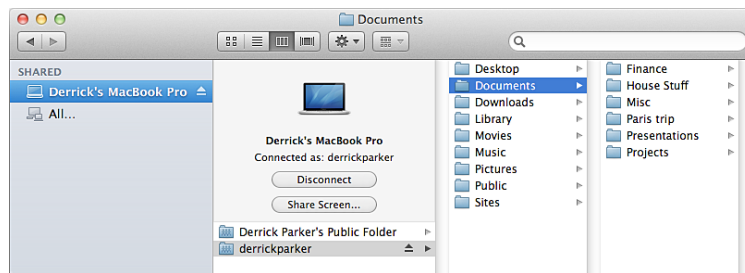 Documents
SHARED
Derrick's MacBook Pro
All...
Derrick's MacBook Pro
Connected as: derrickparker
Disconnect
Share Screen...
Derrick Parker's Public Folder
derrickparker
Desktop
Documents
Downloads
Library
Movies
Music
Pictures
Public
Sites
Finance
House Stuff
Misc
Paris trip
Presentations
Projects